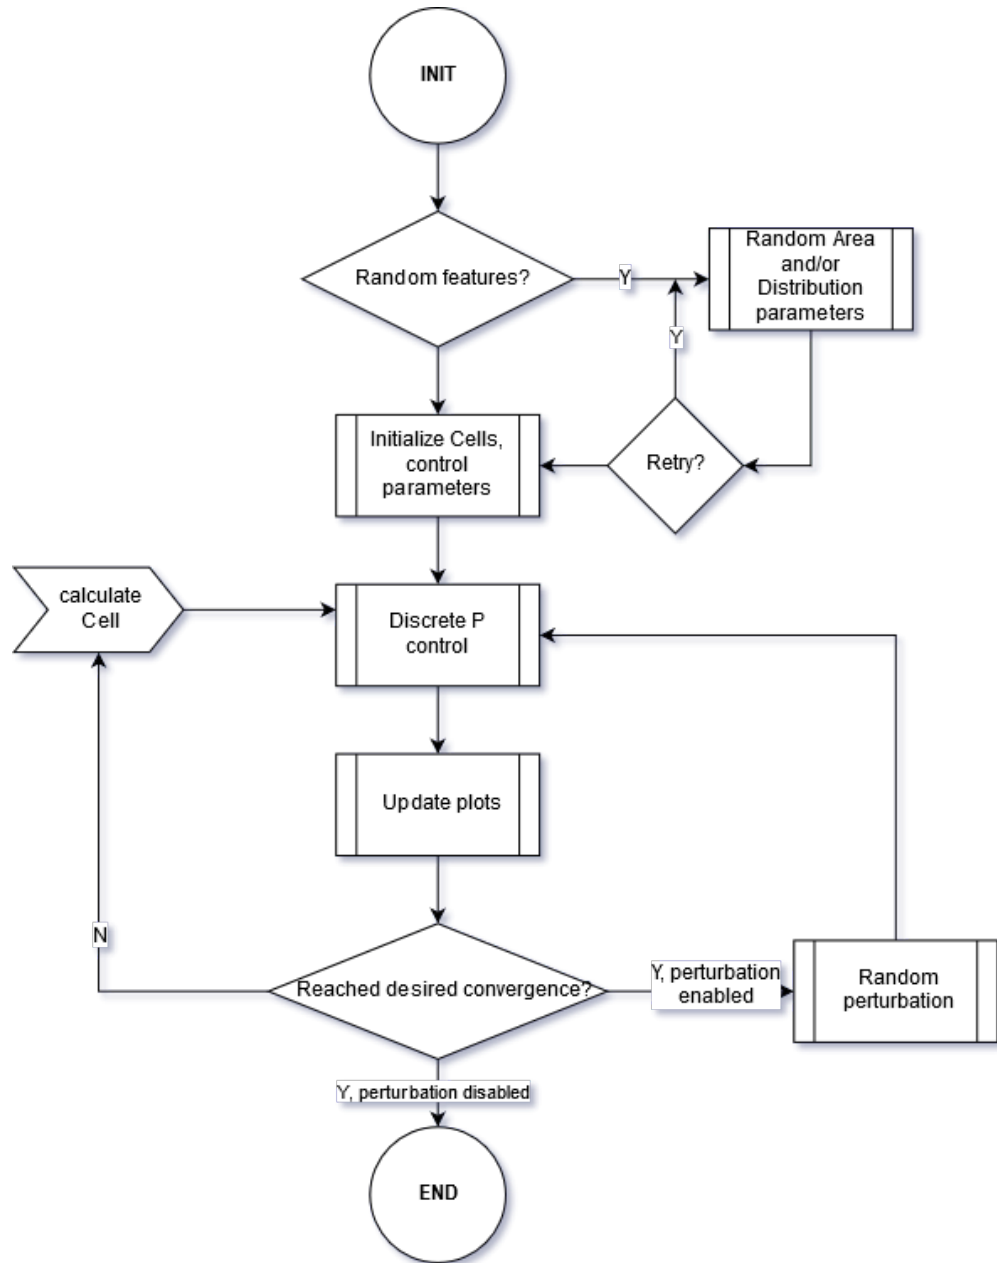 INIT
Random features?
Y
Random Area
and/or
Distribution
parameters
Y
Initialize Cells,
control
parameters
Retry?
calculate
Cell
Discrete P
control
Update plots
N
Reached desired convergence?
Y, perturbation
enabled
Random
perturbation
Y, perturbation disabled
END